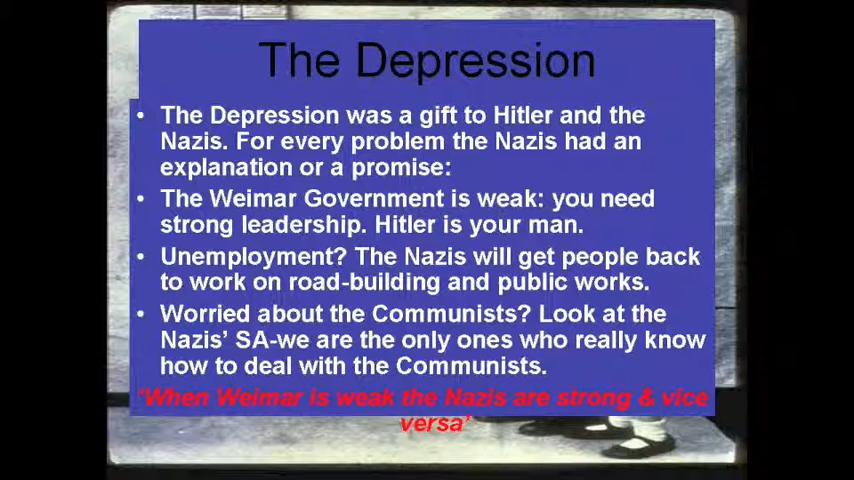 The Depression
• The Depression was a gift to Hitler and the
Nazis. For every problem the Nazis had an
explanation or a promise:
• The Weimar Government is weak: you need
strong leadership. Hitler is your man.
• Unemployment? The Nazis will get people back
to work on road-building and public works.
• Worried about the Communists? Look at the
Nazis’ SA-we are the only ones who really know
how to deal with the Communists.
‘When Weimar is weak the Nazis are strong & vice
versa’